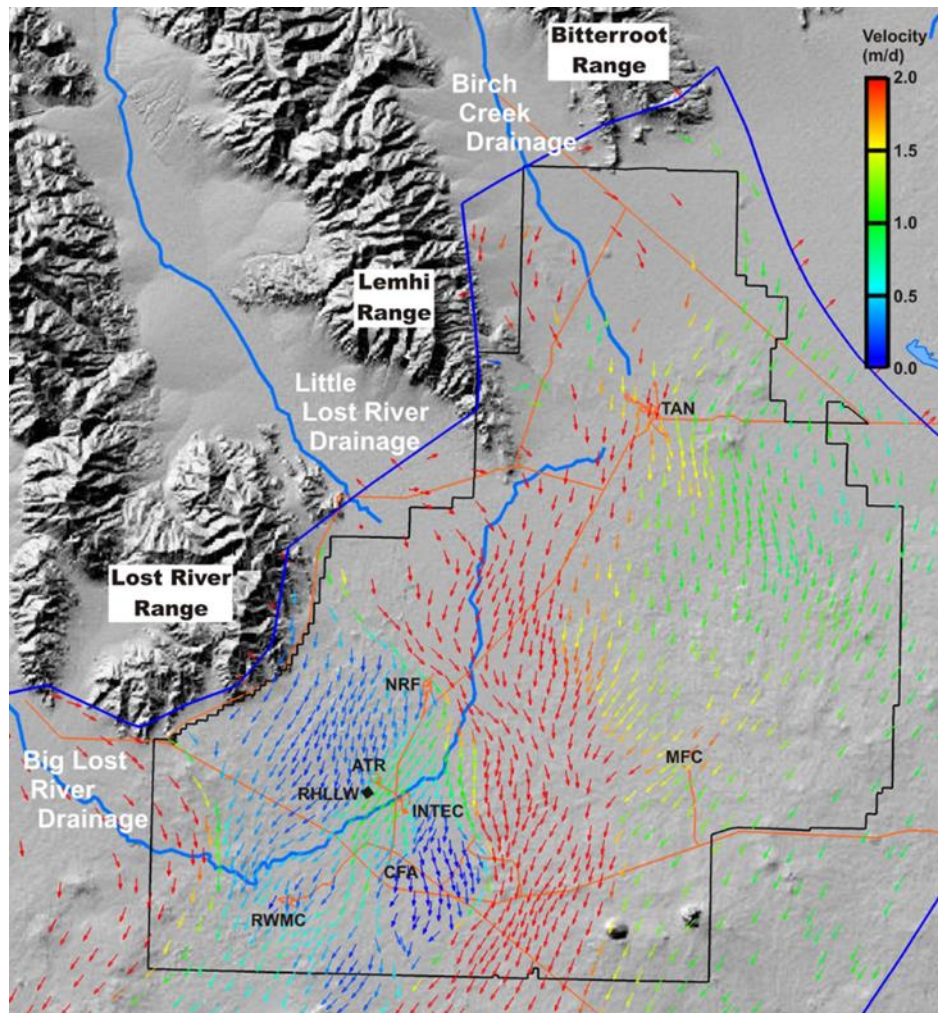 Bitterroot
Range
Velocity
(m/d)
2.0
1.5
1.0
0.5
0.0
Birch
Creek
Drainage
Lemhi
Range
Little
Lost River
Drainage
TAN
Lost River
Range
NRF
MFC
ATR
RHLLW
INTEC
Big Lost
River
Drainage
CFA
RWMC